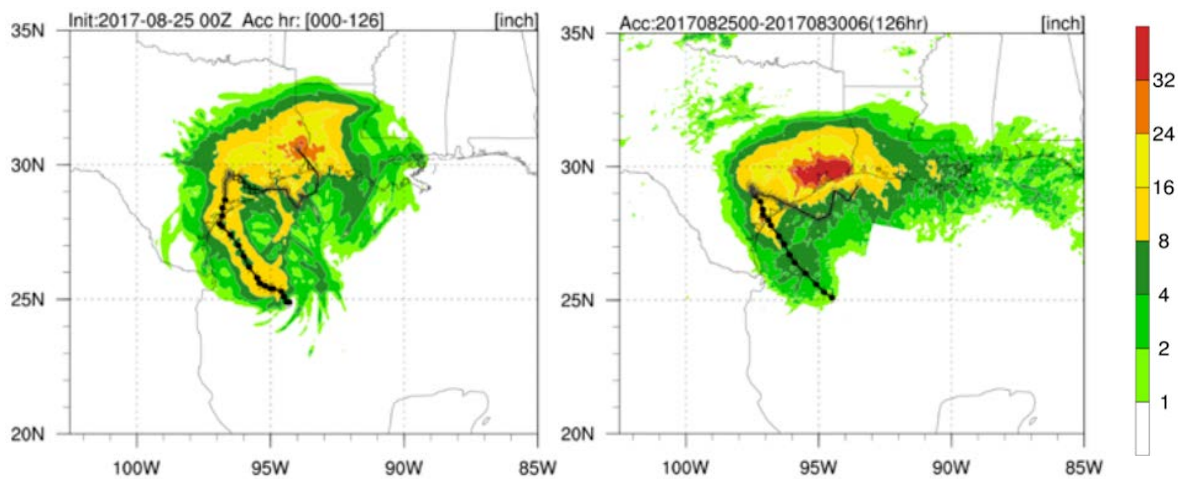 Init:2017-08-25 00Z Acc hr: [000-126] [inch]
35N
30N
25N
20N
100W 95W 90W 85W
Acc:2017082500-2017083006(126hr) [inch]
35N
30N
25N
20N
100W 95W 90W 85W
32
24
16
8
4
2
1